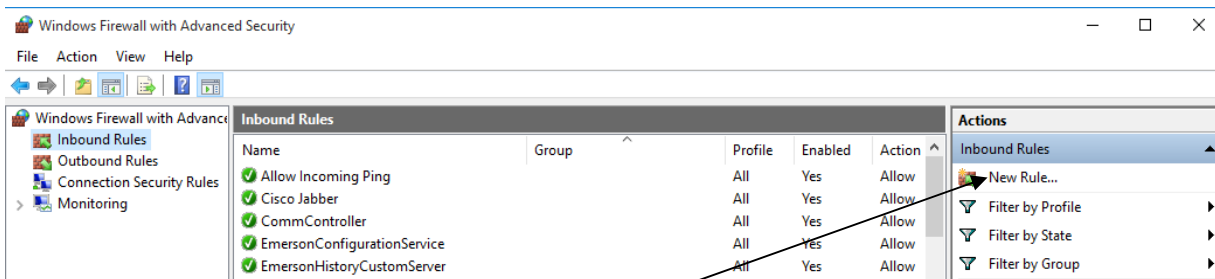 Windows Firewall with Advanced Security
File Action View Help
Windows Firewall with Advance
Inbound Rules
Outbound Rules
Connection Security Rules
Monitoring
Inbound Rules
Name Group Profile Enabled Action
Allow Incoming Ping All Yes Allow
Cisco Jabber All Yes Allow
CommController All Yes Allow
EmersonConfigurationService All Yes Allow
EmersonHistoryCustomServer All Yes Allow
Actions
Inbound Rules
New Rule...
Filter by Profile
Filter by State
Filter by Group